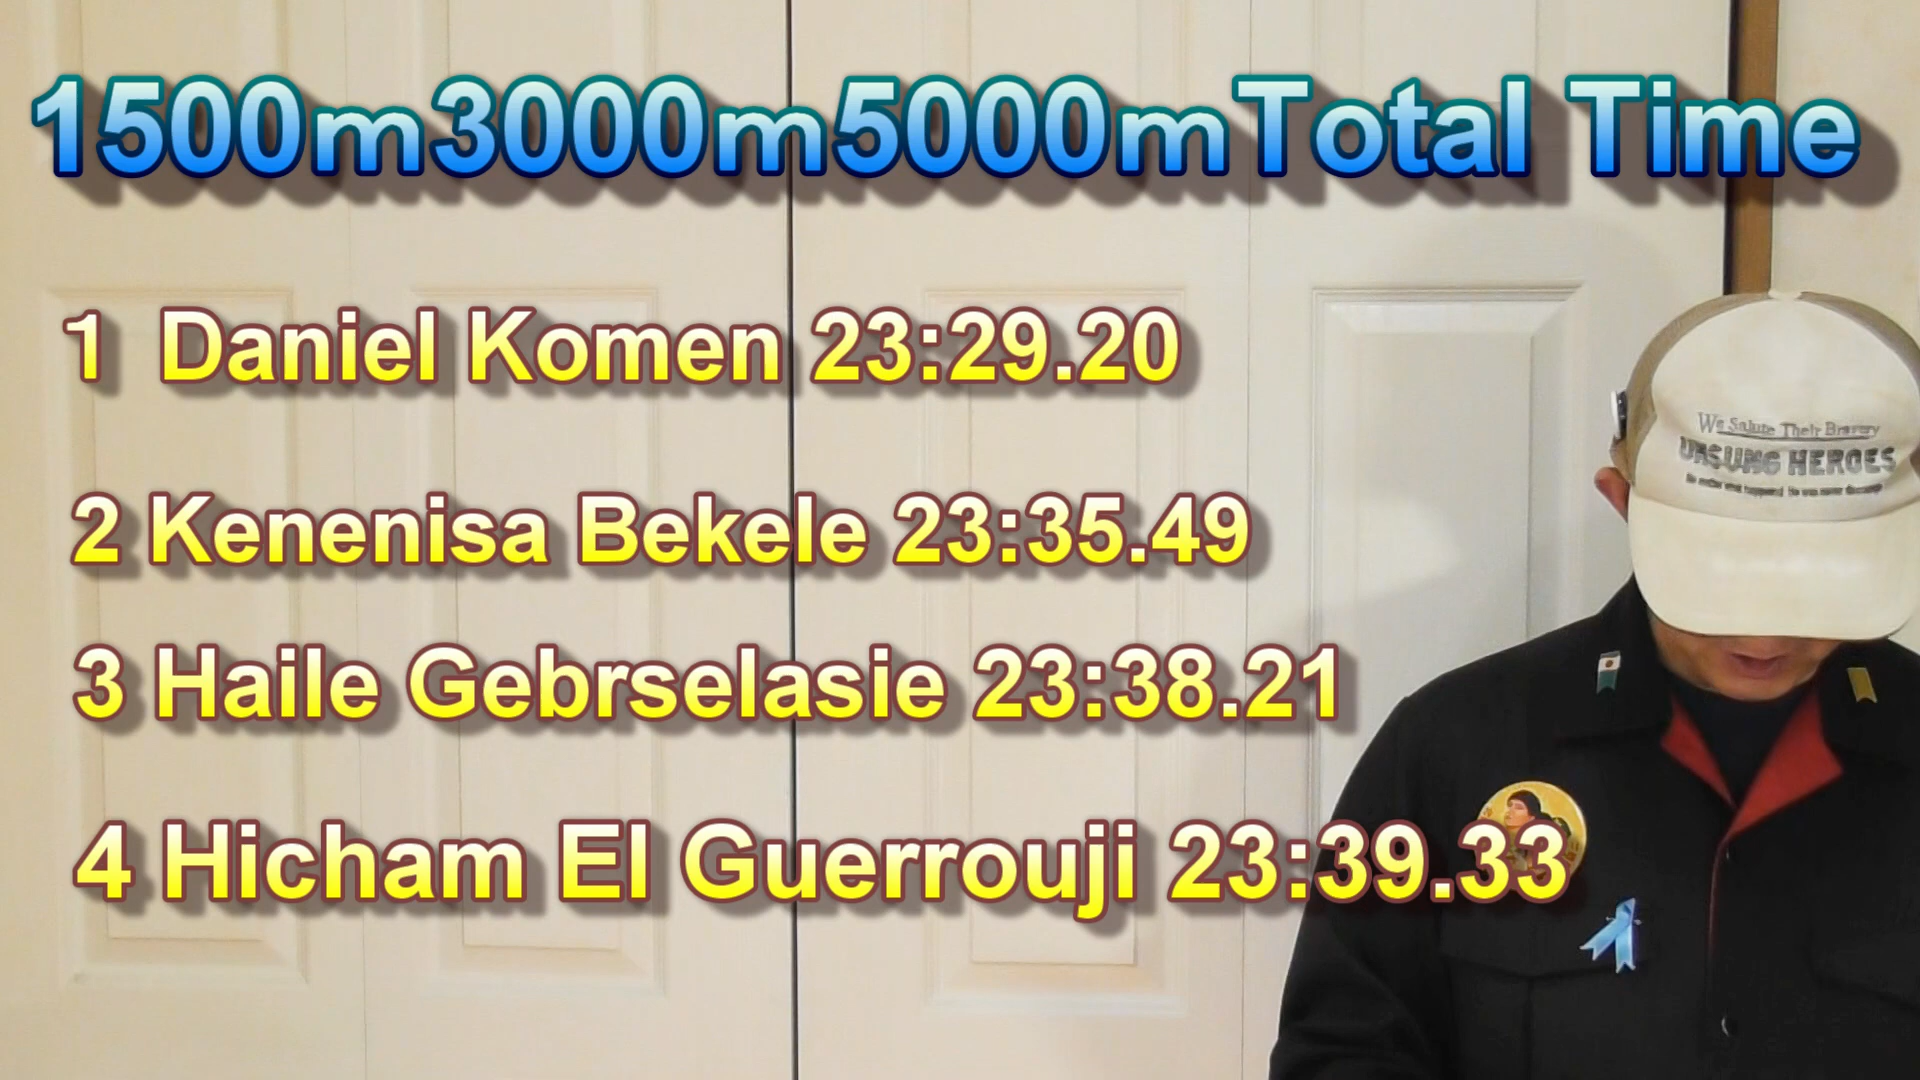 1500m3000m5000mTotal Time
1 Daniel Komen 23:29.20
2 Kenenisa Bekele 23:35.49
3 Haile Gebrselasie 23:38.21
4 Hicham El Guerrouji 23:39.33
We Salute Their Bravery
UNSUNG HEROES